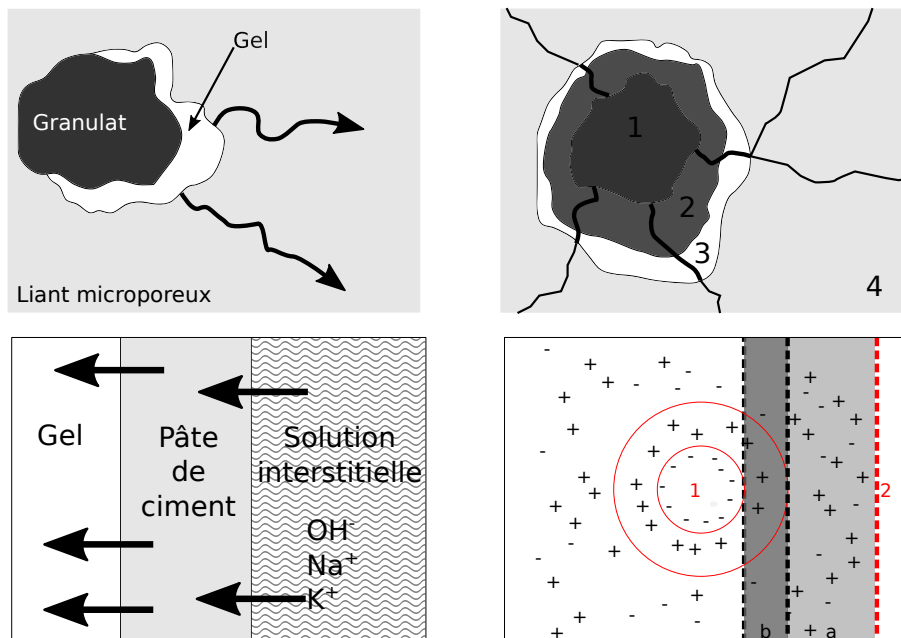 Gel
Granulat
Liant microporeux
1
2
3
4
Gel
Pâte
de
ciment
Solution
interstitielle
OH⁻
Na⁺
K⁺
1
2
b
a